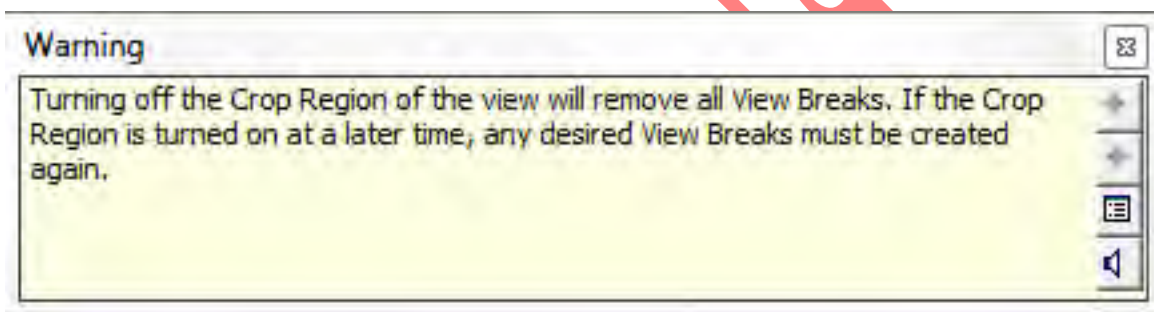 Warning
Turning off the Crop Region of the view will remove all View Breaks. If the Crop
Region is turned on at a later time, any desired View Breaks must be created
again.